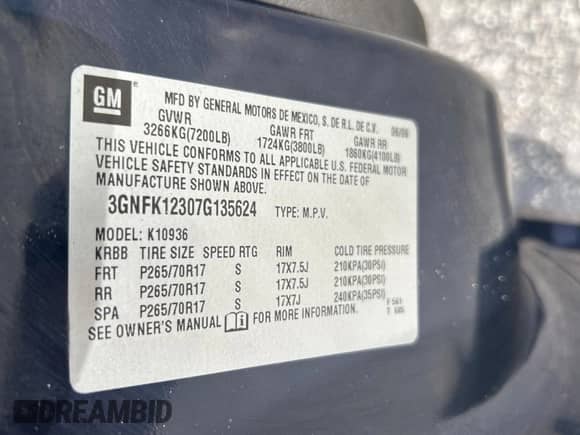 GM ®
MFD BY GENERAL MOTORS DE MEXICO, S. DE R.L. DE C.V. 06/06
GVWR GAWR FRT GAWR RR
3266KG(7200LB) 1724KG(3800LB) 1860KG(4100LB)
THIS VEHICLE CONFORMS TO ALL APPLICABLE U.S. FEDERAL MOTOR
VEHICLE SAFETY STANDARDS IN EFFECT ON THE DATE OF
MANUFACTURE SHOWN ABOVE.
3GNFK12307G135624 TYPE: M.P.V.
MODEL: K10936
KRBB TIRE SIZE SPEED RTG RIM COLD TIRE PRESSURE
FRT P265/70R17 S 17X7.5J 210KPA(30PSI)
RR P265/70R17 S 17X7.5J 210KPA(30PSI)
SPA P265/70R17 S 17X7J 240KPA(35PSI)
SEE OWNER'S MANUAL FOR MORE INFORMATION.
DREAMBID